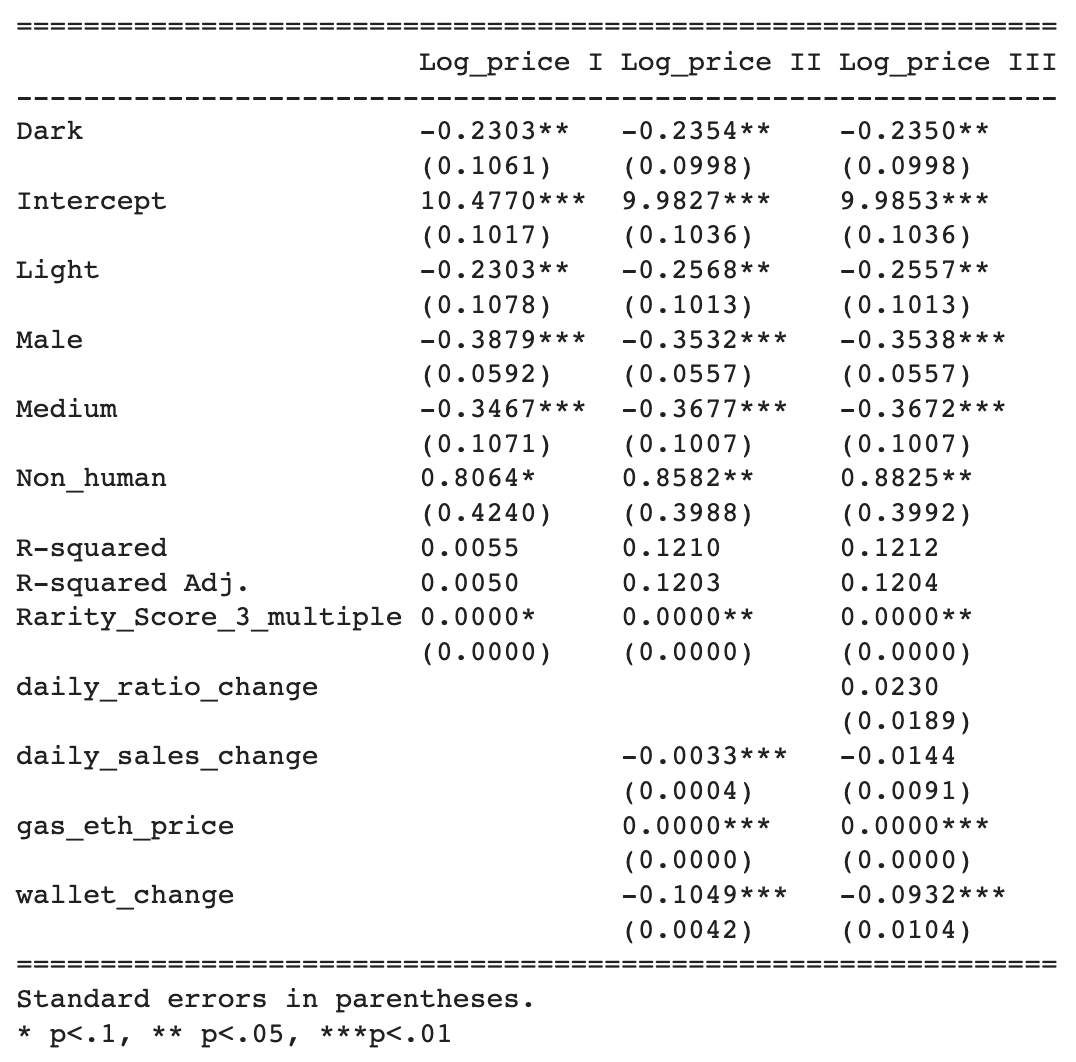 =================================================================
Log_price I Log_price II Log_price III
-----------------------------------------------------------------
Dark -0.2303** -0.2354** -0.2350**
(0.1061) (0.0998) (0.0998)
Intercept 10.4770*** 9.9827*** 9.9853***
(0.1017) (0.1036) (0.1036)
Light -0.2303** -0.2568** -0.2557**
(0.1078) (0.1013) (0.1013)
Male -0.3879*** -0.3532*** -0.3538***
(0.0592) (0.0557) (0.0557)
Medium -0.3467*** -0.3677*** -0.3672***
(0.1071) (0.1007) (0.1007)
Non_human 0.8064* 0.8582** 0.8825**
(0.4240) (0.3988) (0.3992)
R-squared 0.0055 0.1210 0.1212
R-squared Adj. 0.0050 0.1203 0.1204
Rarity_Score_3_multiple 0.0000* 0.0000** 0.0000**
(0.0000) (0.0000) (0.0000)
daily_ratio_change 0.0230
(0.0189)
daily_sales_change -0.0033*** -0.0144
(0.0004) (0.0091)
gas_eth_price 0.0000*** 0.0000***
(0.0000) (0.0000)
wallet_change -0.1049*** -0.0932***
(0.0042) (0.0104)
=================================================================
Standard errors in parentheses.
* p<.1, ** p<.05, ***p<.01